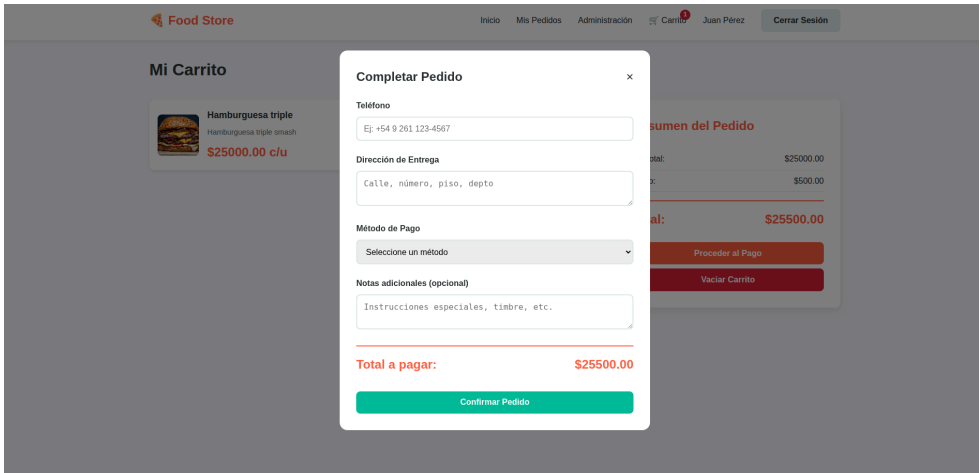 Food Store
Inicio
Mis Pedidos
Administración
Carrito
1
Juan Pérez
Cerrar Sesión
Mi Carrito
Hamburguesa triple
Hamburguesa triple smash
$25000.00 c/u
Completar Pedido
×
Teléfono
Ej: +54 9 261 123-4567
Dirección de Entrega
Calle, número, piso, depto
Método de Pago
Seleccione un método
Notas adicionales (opcional)
Instrucciones especiales, timbre, etc.
Total a pagar:
$25500.00
Confirmar Pedido
sumen del Pedido
otal:
$25000.00
o:
$500.00
al:
$25500.00
Proceder al Pago
Vaciar Carrito